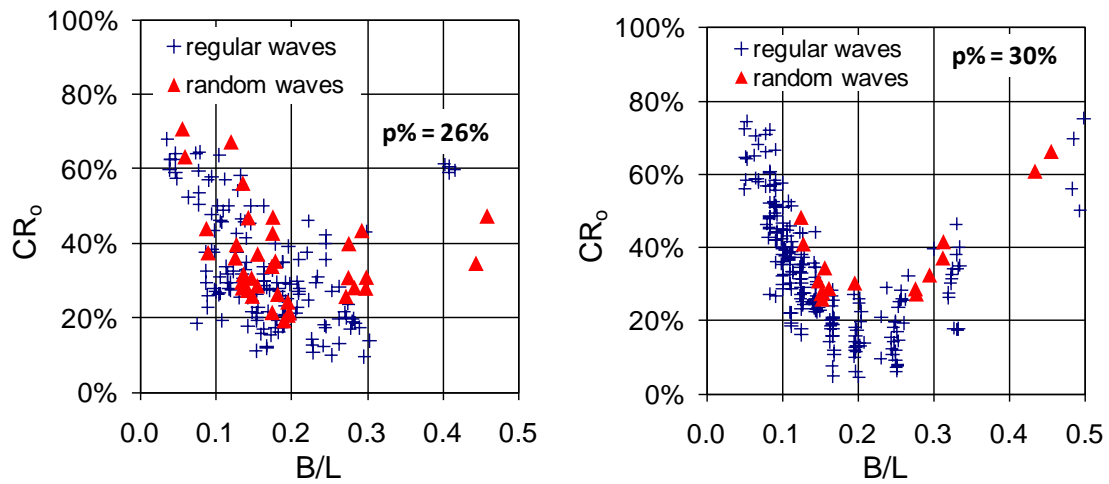 100%
80%
60%
40%
20%
0%
CRo
+ regular waves
▲ random waves
p% = 26%
0.0 0.1 0.2 0.3 0.4 0.5
B/L
100%
80%
60%
40%
20%
0%
CRo
+ regular waves
▲ random waves
p% = 30%
0.0 0.1 0.2 0.3 0.4 0.5
B/L